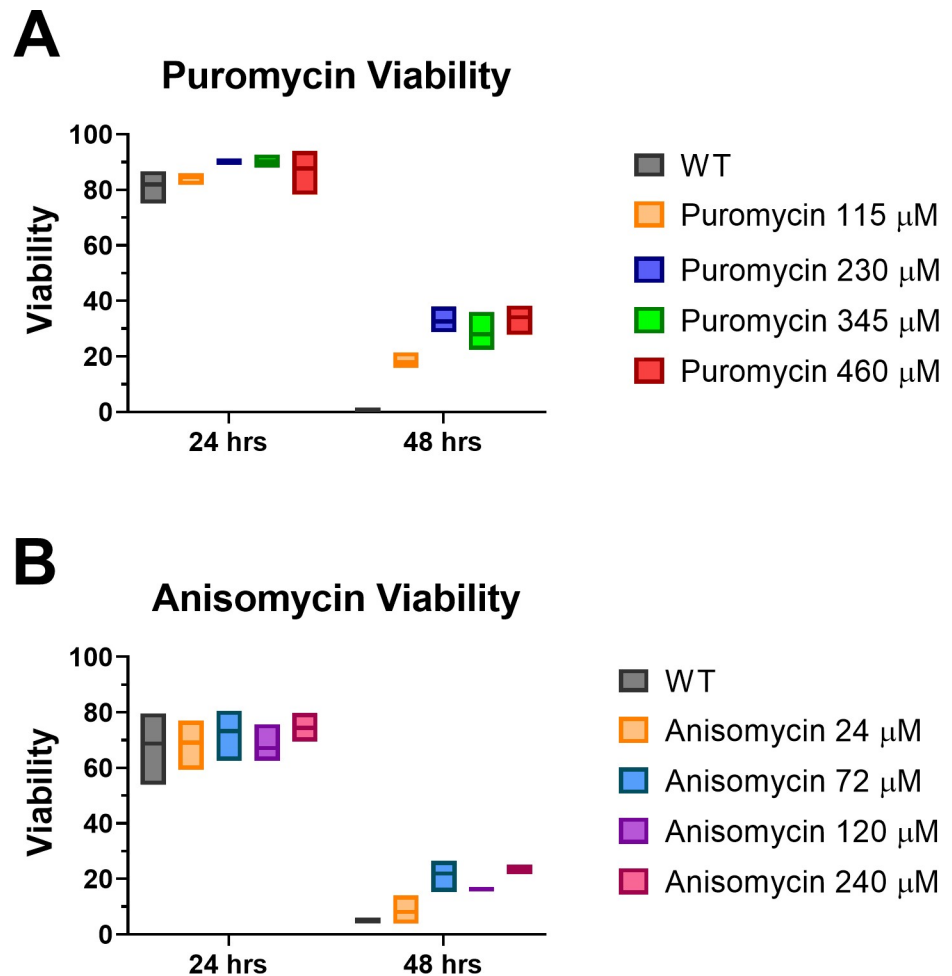 A
Puromycin Viability
Viability
100
80
60
40
20
0
24 hrs
48 hrs
WT
Puromycin 115 μM
Puromycin 230 μM
Puromycin 345 μM
Puromycin 460 μM
B
Anisomycin Viability
Viability
100
80
60
40
20
0
24 hrs
48 hrs
WT
Anisomycin 24 μM
Anisomycin 72 μM
Anisomycin 120 μM
Anisomycin 240 μM